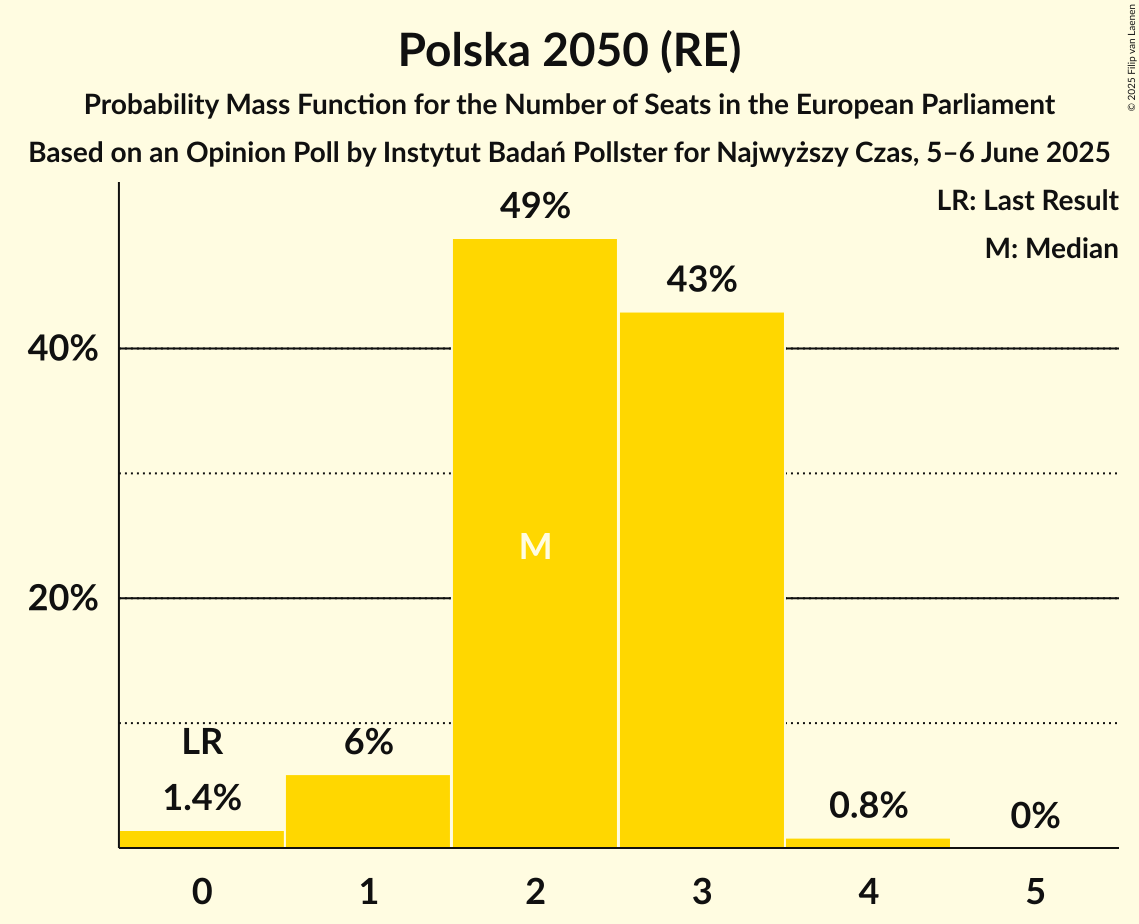 Polska 2050 (RE)
Probability Mass Function for the Number of Seats in the European Parliament
Based on an Opinion Poll by Instytut Badań Pollster for Najwyższy Czas, 5–6 June 2025
© 2025 Filip van Laenen
LR: Last Result
M: Median
49%
43%
40%
M
20%
LR
6%
1.4%
0.8%
0%
0 1 2 3 4 5